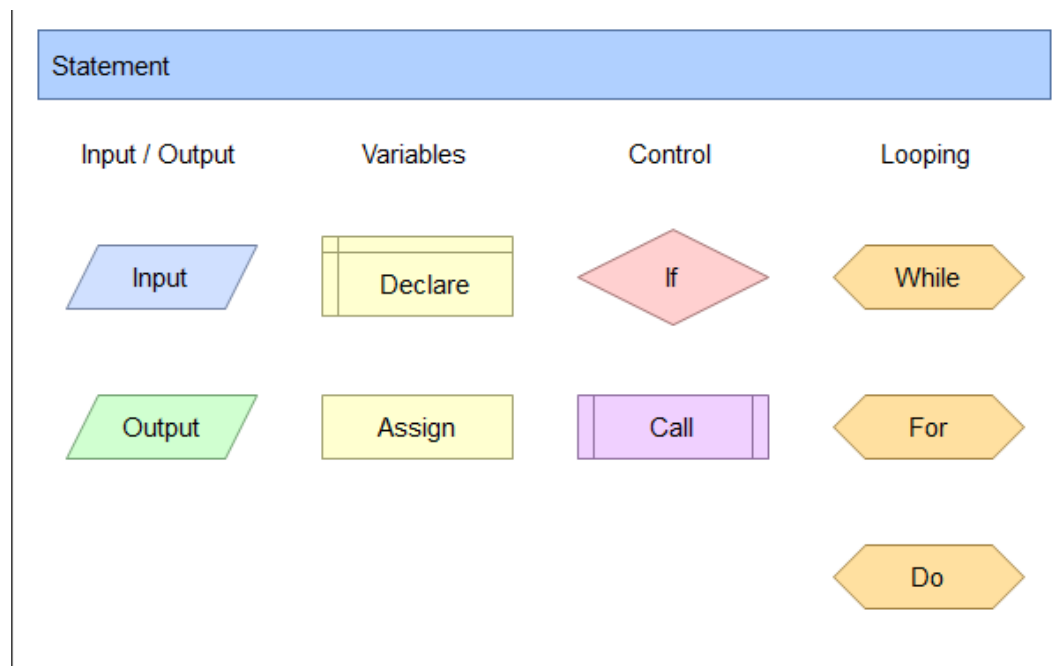 Statement
Input / Output Variables Control Looping
Input Declare If While
Output Assign Call For
Do